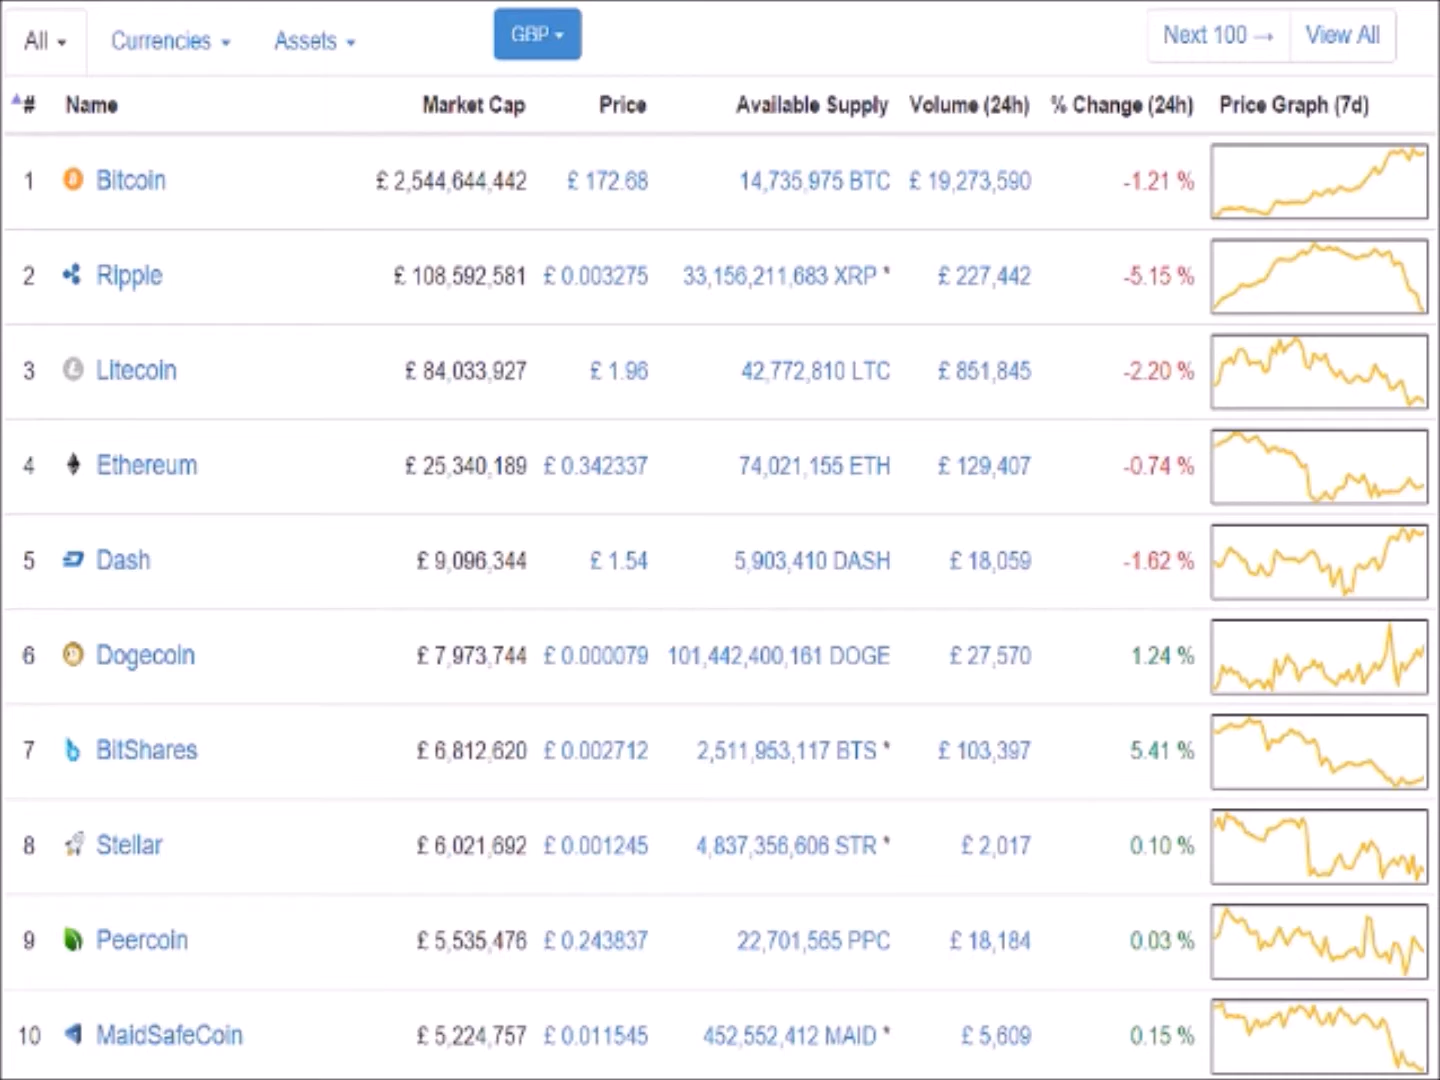 All Currencies Assets GBP Next 100 → View All
# Name Market Cap Price Available Supply Volume (24h) % Change (24h) Price Graph (7d)
1 Bitcoin £ 2,544,644,442 £ 172.68 14,735,975 BTC £ 19,273,590 -1.21 %
2 Ripple £ 108,592,581 £ 0.003275 33,156,211,683 XRP * £ 227,442 -5.15 %
3 Litecoin £ 84,033,927 £ 1.96 42,772,810 LTC £ 851,845 -2.20 %
4 Ethereum £ 25,340,189 £ 0.342337 74,021,155 ETH £ 129,407 -0.74 %
5 Dash £ 9,096,344 £ 1.54 5,903,410 DASH £ 18,059 -1.62 %
6 Dogecoin £ 7,973,744 £ 0.000079 101,442,400,161 DOGE £ 27,570 1.24 %
7 BitShares £ 6,812,620 £ 0.002712 2,511,953,117 BTS * £ 103,397 5.41 %
8 Stellar £ 6,021,692 £ 0.001245 4,837,356,606 STR * £ 2,017 0.10 %
9 Peercoin £ 5,535,476 £ 0.243837 22,701,565 PPC £ 18,184 0.03 %
10 MaidSafeCoin £ 5,224,757 £ 0.011545 452,552,412 MAID * £ 5,609 0.15 %